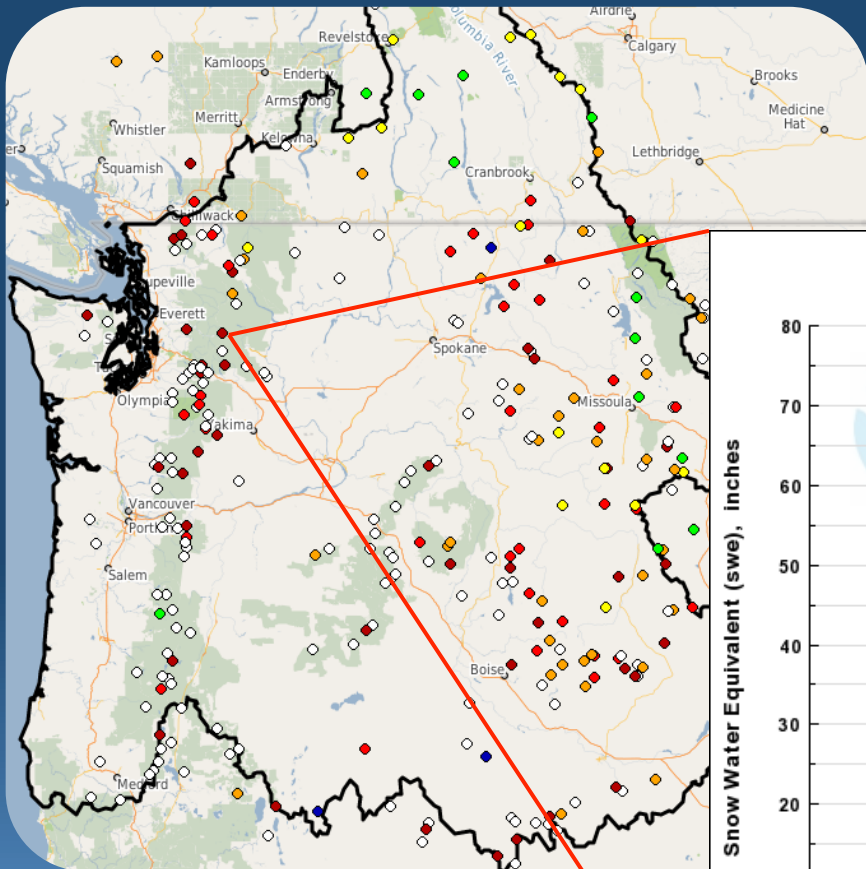 Airdrie
Revelstoke
Columbia River
Calgary
Kamloops
Enderby
Brooks
Armstrong
Merritt
Medicine
Hat
Whistler
Kelowna
Lethbridge
Squamish
Cranbrook
Chilliwack
upeville
Everett
Spokane
Olympia
Missoula
Yakima
Vancouver
Salem
Boise
Medford
Snow Water Equivalent (swe), inches
80
70
60
50
40
30
20